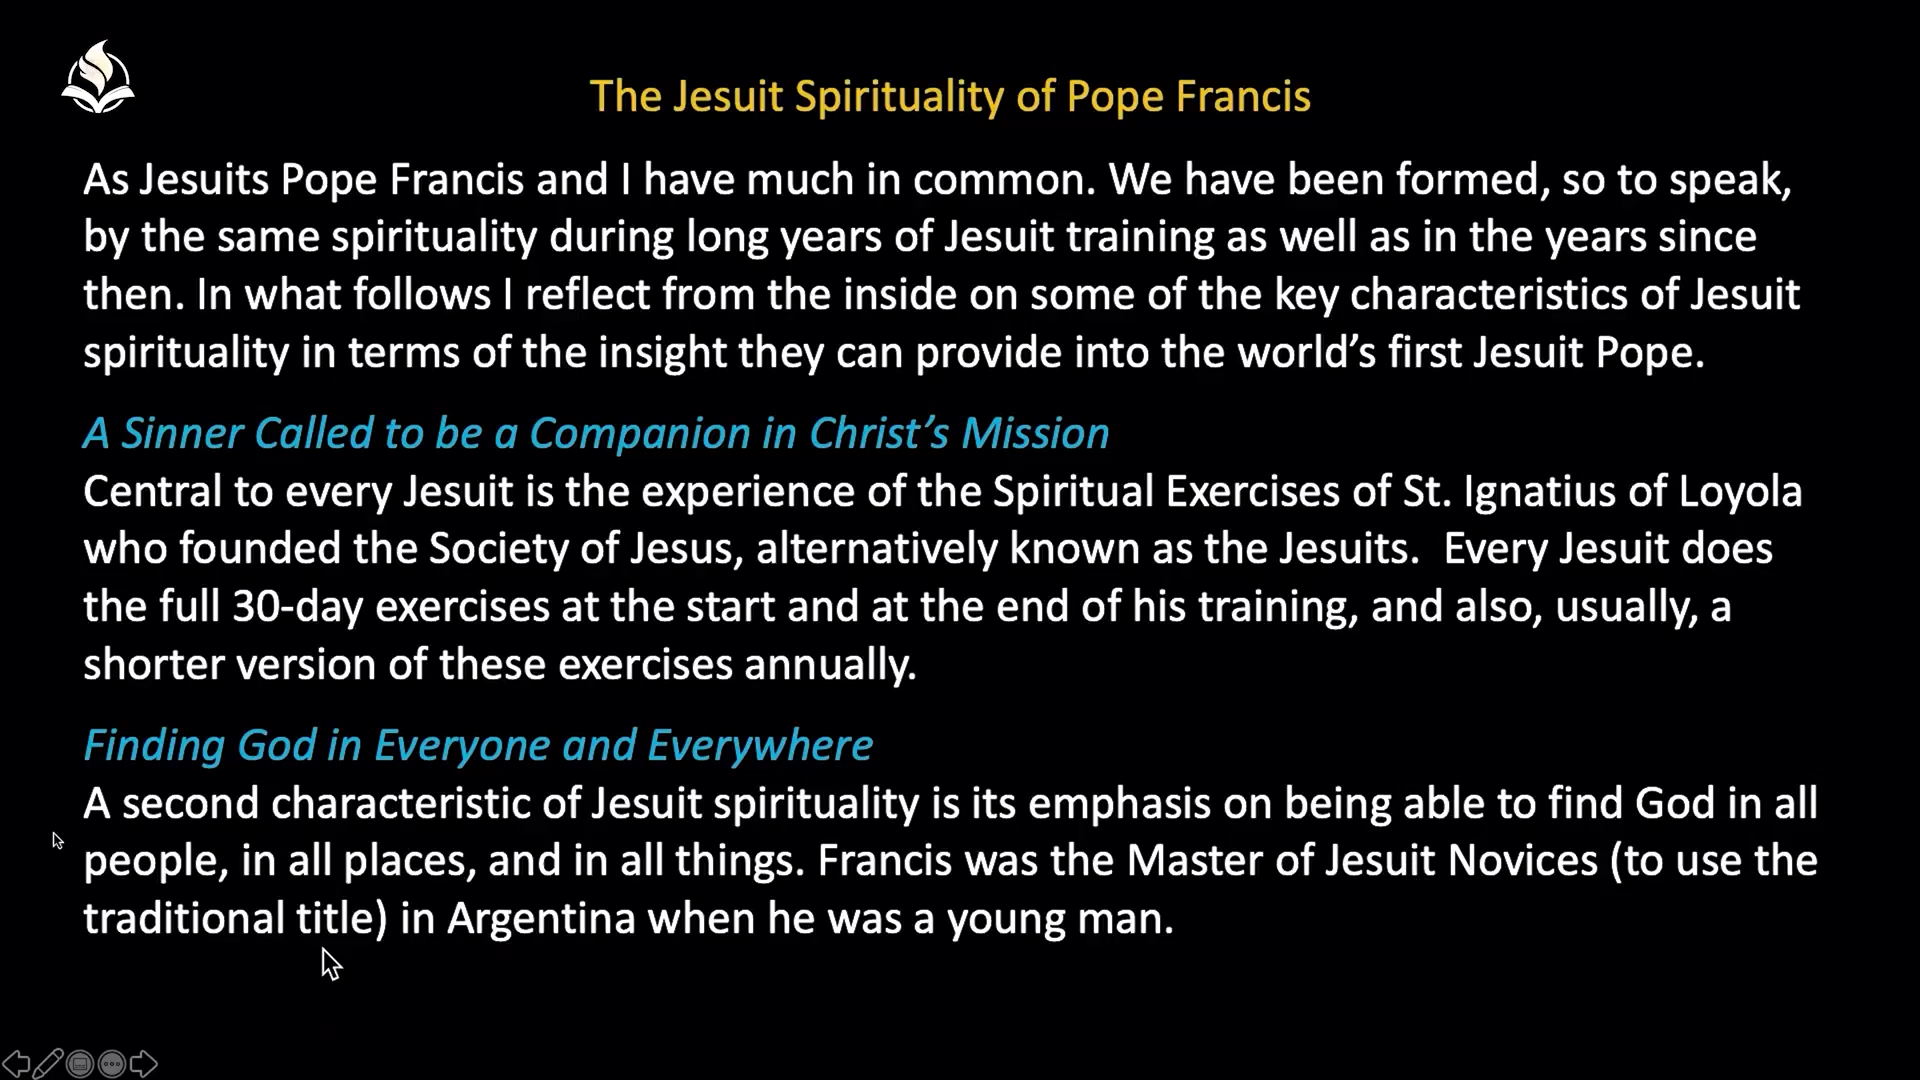 The Jesuit Spirituality of Pope Francis
As Jesuits Pope Francis and I have much in common. We have been formed, so to speak,
by the same spirituality during long years of Jesuit training as well as in the years since
then. In what follows I reflect from the inside on some of the key characteristics of Jesuit
spirituality in terms of the insight they can provide into the world’s first Jesuit Pope.
A Sinner Called to be a Companion in Christ’s Mission
Central to every Jesuit is the experience of the Spiritual Exercises of St. Ignatius of Loyola
who founded the Society of Jesus, alternatively known as the Jesuits.  Every Jesuit does
the full 30-day exercises at the start and at the end of his training, and also, usually, a
shorter version of these exercises annually.
Finding God in Everyone and Everywhere
A second characteristic of Jesuit spirituality is its emphasis on being able to find God in all
people, in all places, and in all things. Francis was the Master of Jesuit Novices (to use the
traditional title) in Argentina when he was a young man.